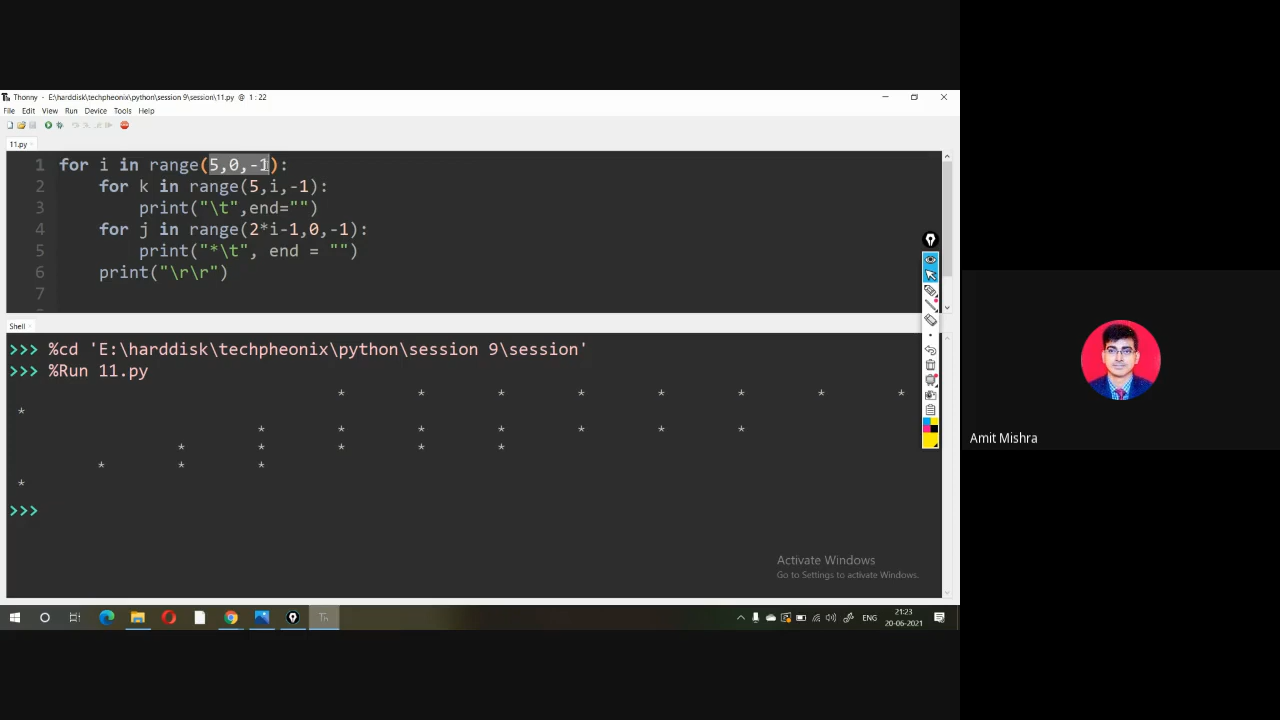 Thonny - E:\harddisk\techpheonix\python\session 9\session\11.py @ 1 : 22
File Edit View Run Device Tools Help
11.py
1 for i in range(5,0,-1):
2 for k in range(5,i,-1):
3 print("\t",end="")
4 for j in range(2*i-1,0,-1):
5 print("*\t", end = "")
6 print("\r\r")
7
Shell
>>> %cd 'E:\harddisk\techpheonix\python\session 9\session'
>>> %Run 11.py
* * * * * * * *
*
* * * * * * *
* * * * *
* * *
*
>>>
Activate Windows
Go to Settings to activate Windows.
Amit Mishra
Th
ENG
21:23
20-06-2021